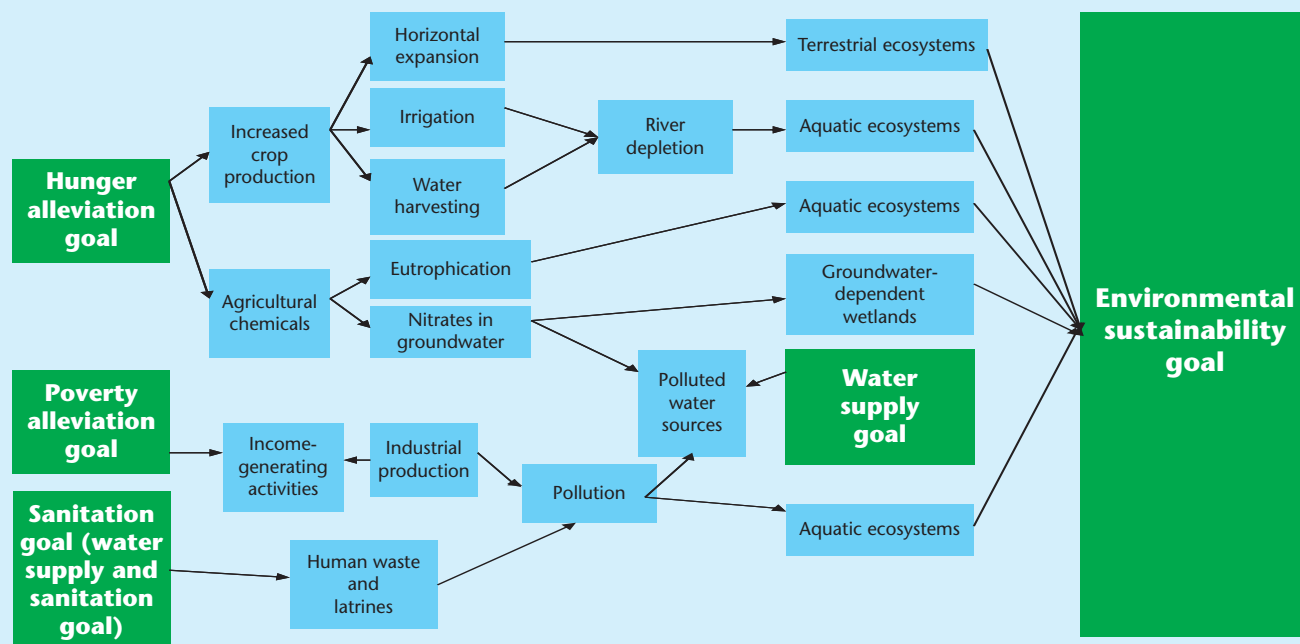 Horizontal
expansion
Terrestrial ecosystems
Increased
crop
production
Irrigation
River
depletion
Aquatic ecosystems
Hunger
alleviation
goal
Water
harvesting
Aquatic ecosystems
Eutrophication
Agricultural
chemicals
Nitrates in
groundwater
Groundwater-
dependent
wetlands
Environmental
sustainability
goal
Poverty
alleviation
goal
Polluted
water
sources
Water
supply
goal
Income-
generating
activities
Industrial
production
Pollution
Aquatic ecosystems
Sanitation
goal (water
supply and
sanitation
goal)
Human waste
and
latrines